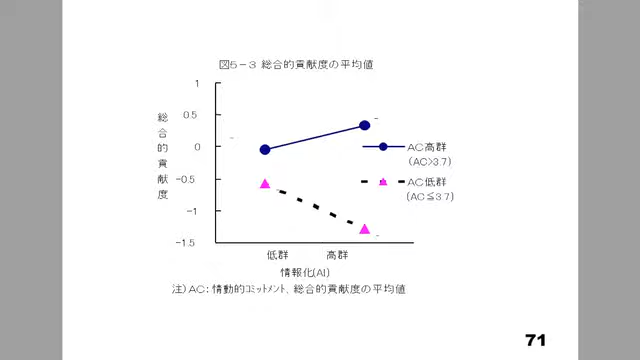 図5－3 総合的貢献度の平均値
総合的貢献度
1
0.5
0
－0.5
－1
－1.5
AC高群
(AC>3.7)
AC低群
(AC≦3.7)
低群 高群
情報化(AI)
注）AC：情動的コミットメント、総合的貢献度の平均値
71